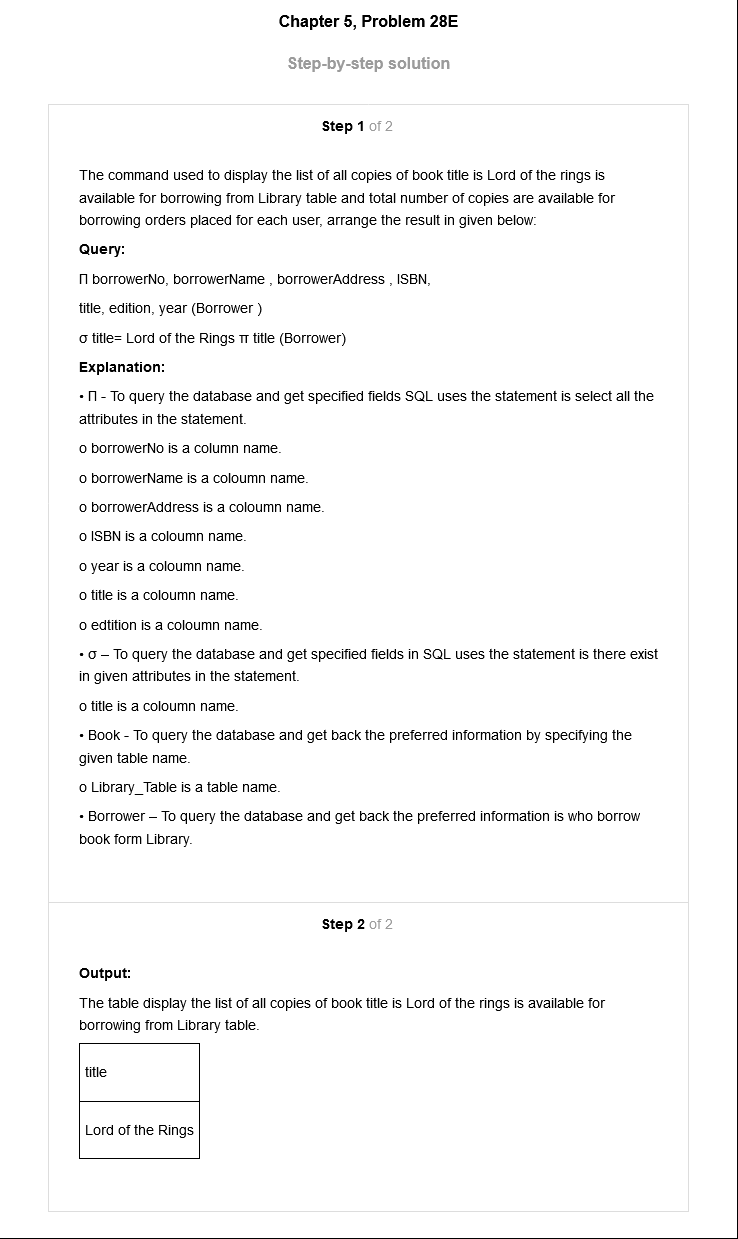 Chapter 5, Problem 28E
Step-by-step solution
Step 1 of 2
The command used to display the list of all copies of book title is Lord of the rings is
available for borrowing from Library table and total number of copies are available for
borrowing orders placed for each user, arrange the result in given below:
Query:
Π borrowerNo, borrowerName , borrowerAddress , ISBN,
title, edition, year (Borrower )
σ title= Lord of the Rings π title (Borrower)
Explanation:
• Π - To query the database and get specified fields SQL uses the statement is select all the
attributes in the statement.
o borrowerNo is a column name.
o borrowerName is a coloumn name.
o borrowerAddress is a coloumn name.
o ISBN is a coloumn name.
o year is a coloumn name.
o title is a coloumn name.
o edtition is a coloumn name.
• σ – To query the database and get specified fields in SQL uses the statement is there exist
in given attributes in the statement.
o title is a coloumn name.
• Book - To query the database and get back the preferred information by specifying the
given table name.
o Library_Table is a table name.
• Borrower – To query the database and get back the preferred information is who borrow
book form Library.
Step 2 of 2
Output:
The table display the list of all copies of book title is Lord of the rings is available for
borrowing from Library table.
title
Lord of the Rings